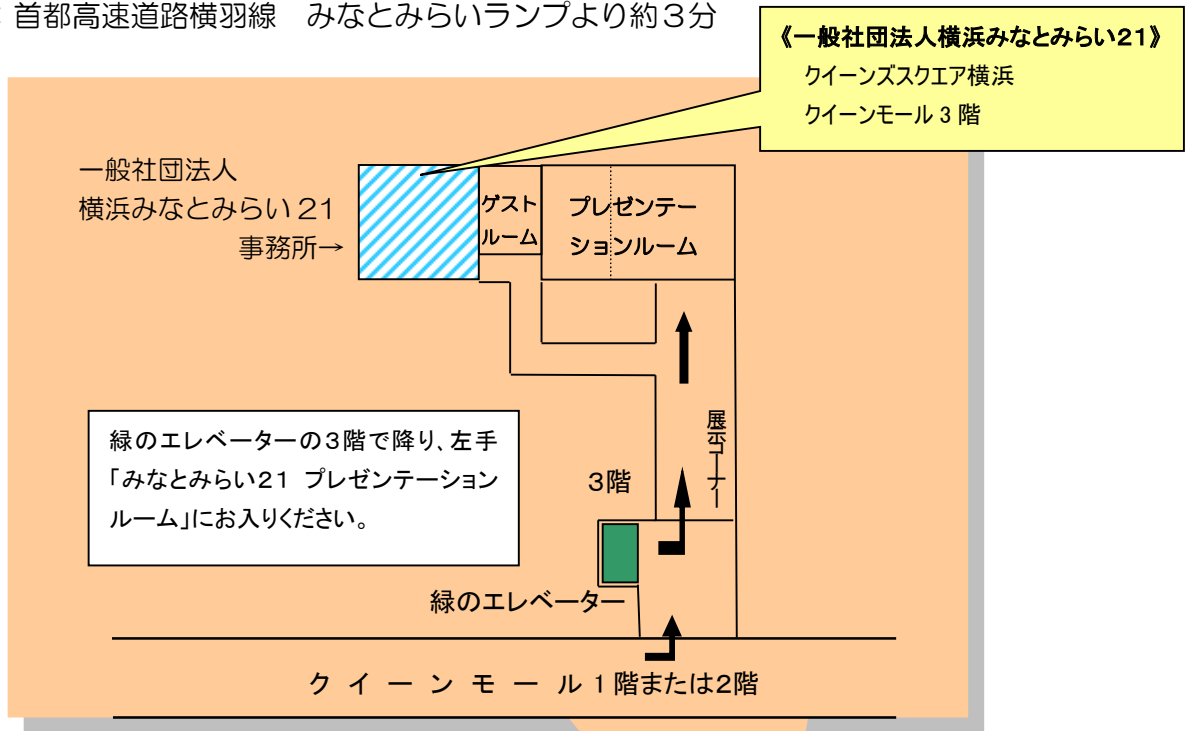 首都高速道路横羽線　みなとみらいランプより約３分
《一般社団法人横浜みなとみらい２１》
クイーンズスクエア横浜
クイーンモール 3 階
一般社団法人
横浜みなとみらい 21
事務所→
ゲスト
ルーム
プレゼンテー
ションルーム
展示コーナー
緑のエレベーターの３階で降り、左手
「みなとみらい２１　プレゼンテーション
ルーム」にお入りください。
３階
緑のエレベーター
ク イ ー ン モ ー ル 1 階または２階